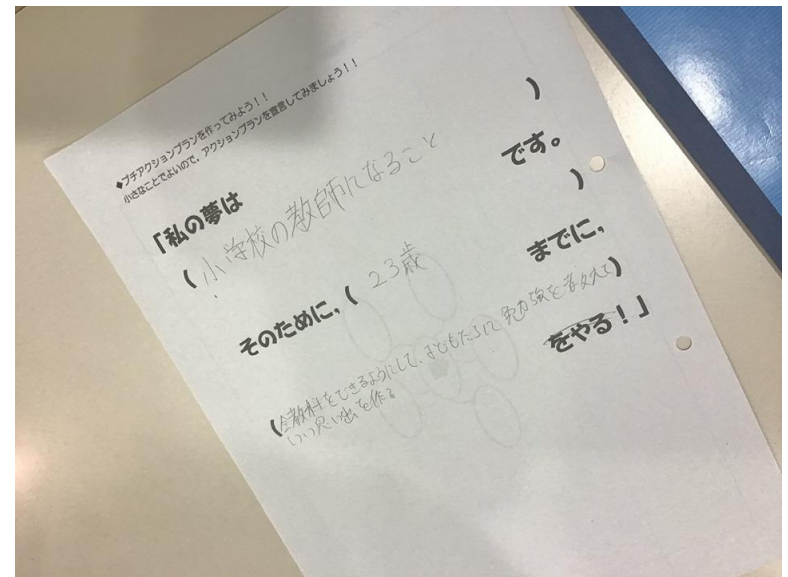 ◆プチアクションプランを作ってみよう!!
小さなことでよいので、アクションプランを宣言してみましょう!!
「私の夢は
(小学校の教師になること)です。
そのために,(23歳)までに,
(全教科をできるようにして、子どもたちに勉強を教えて
いい思い出を作る)をやる!」